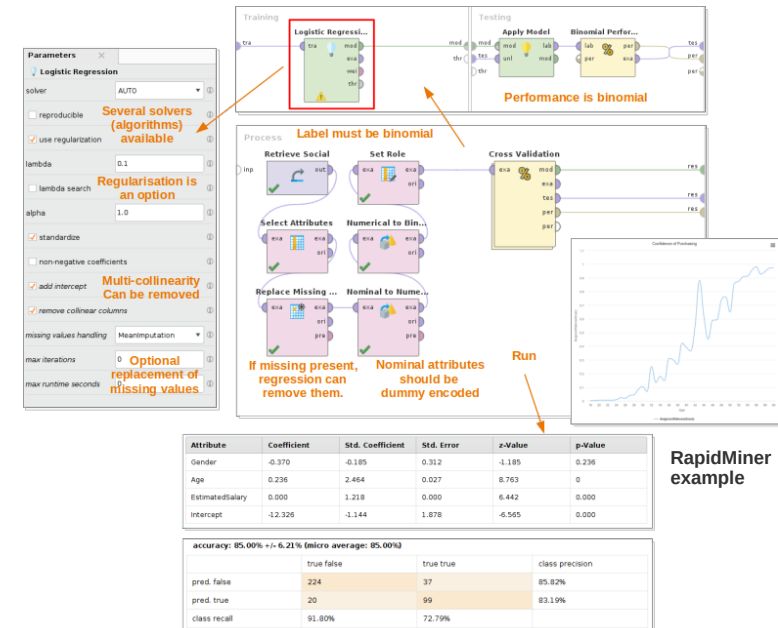 Training
Testing
Logistic Regressi...
Apply Model
Binomial Perfor...
tra
tra
mod
exa
wei
thr
mod
thr
mod
thr
tes
mod
unl
lab
mod
lab
per
per
exa
tes
per
per
Performance is binomial
Parameters
Logistic Regression
solver
AUTO
reproducible
Several solvers
(algorithms)
available
use regularization
lambda
0.1
lambda search
Regularisation is
an option
alpha
1.0
standardize
non-negative coefficients
Multi-collinearity
Can be removed
add intercept
remove collinear columns
missing values handling
MeanImputation
max iterations
0
Optional
replacement of
missing values
max runtime seconds
0
Label must be binomial
Process
Retrieve Social
Set Role
Cross Validation
inp
out
exa
exa
ori
exa
mod
exa
tes
per
per
res
res
res
Select Attributes
Numerical to Bin...
exa
exa
ori
exa
exa
ori
Replace Missing ...
Nominal to Nume...
exa
exa
ori
pre
exa
exa
ori
pre
If missing present,
regression can
remove them.
Nominal attributes
should be
dummy encoded
Run
Confidence of Purchasing
Attribute Coefficient Std. Coefficient Std. Error z-Value p-Value
Gender -0.370 -0.185 0.312 -1.185 0.236
Age 0.236 2.464 0.027 8.763 0
EstimatedSalary 0.000 1.218 0.000 6.442 0.000
Intercept -12.326 -1.144 1.878 -6.565 0.000
RapidMiner
example
accuracy: 85.00% +/- 6.21% (micro average: 85.00%)
true false true true class precision
pred. false 224 37 85.82%
pred. true 20 99 83.19%
class recall 91.80% 72.79%